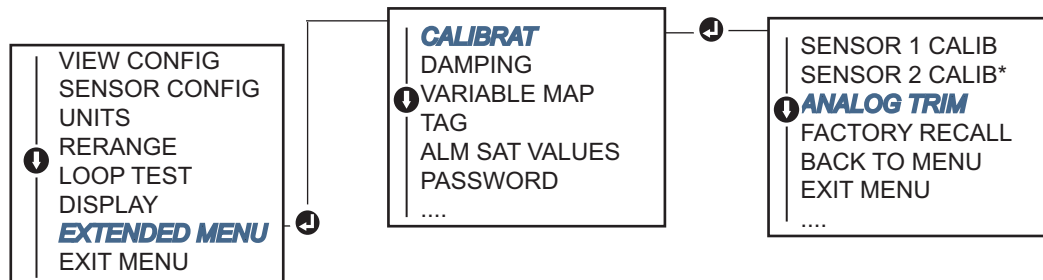 VIEW CONFIG
SENSOR CONFIG
UNITS
RERANGE
LOOP TEST
DISPLAY
EXTENDED MENU
EXIT MENU
CALIBRAT
DAMPING
VARIABLE MAP
TAG
ALM SAT VALUES
PASSWORD
....
SENSOR 1 CALIB
SENSOR 2 CALIB*
ANALOG TRIM
FACTORY RECALL
BACK TO MENU
EXIT MENU
....